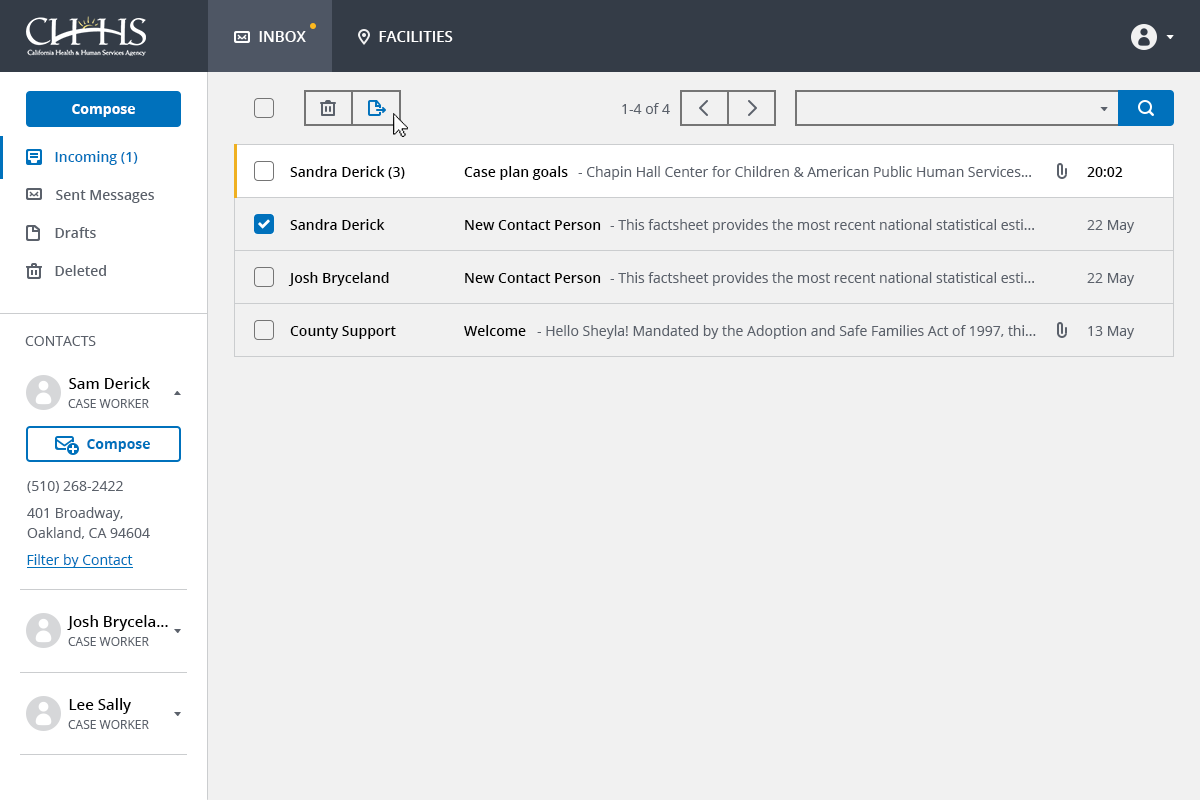 CHHS
California Health & Human Services Agency
INBOX
FACILITIES
Compose
Incoming (1)
Sent Messages
Drafts
Deleted
CONTACTS
Sam Derick
CASE WORKER
Compose
(510) 268-2422
401 Broadway,
Oakland, CA 94604
Filter by Contact
Josh Brycela...
CASE WORKER
Lee Sally
CASE WORKER
1-4 of 4
Sandra Derick (3) Case plan goals - Chapin Hall Center for Children & American Public Human Services... 20:02
Sandra Derick New Contact Person - This factsheet provides the most recent national statistical esti... 22 May
Josh Bryceland New Contact Person - This factsheet provides the most recent national statistical esti... 22 May
County Support Welcome - Hello Sheyla! Mandated by the Adoption and Safe Families Act of 1997, thi... 13 May